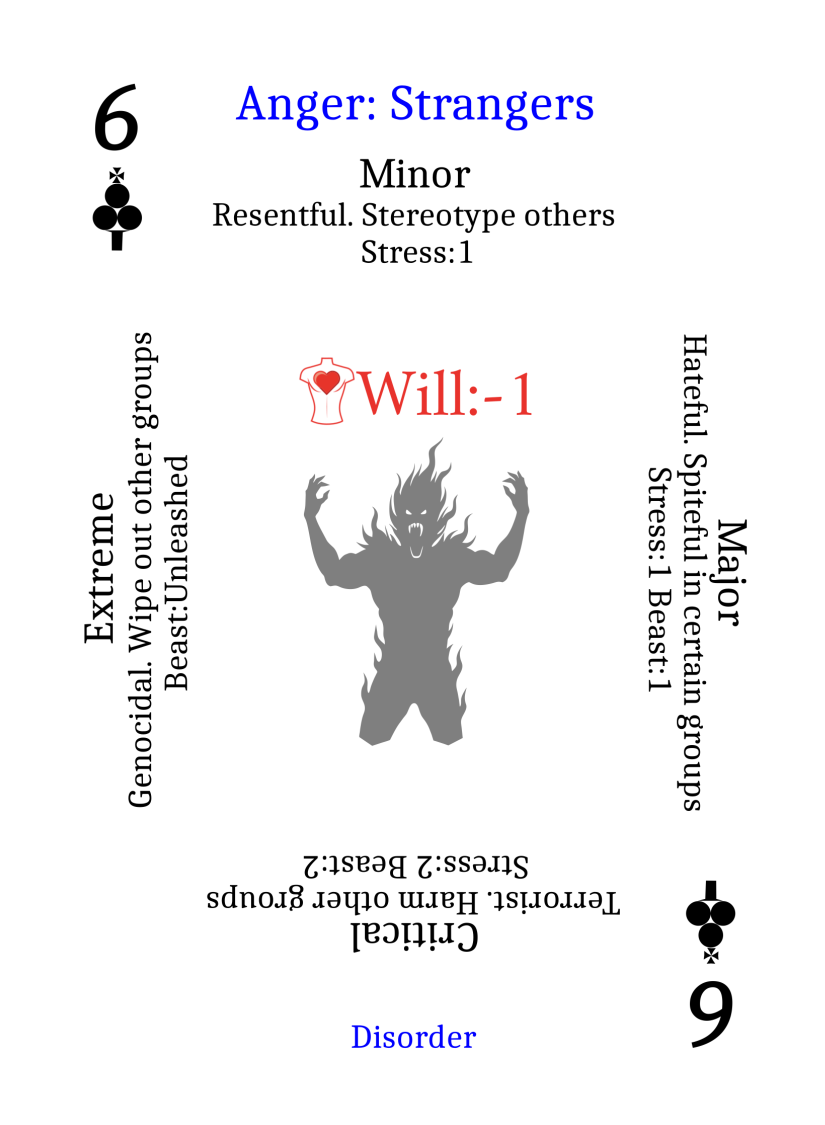 6
Anger: Strangers
Minor
Resentful. Stereotype others
Stress:1
Will:-1
Major
Hateful. Spiteful in certain groups
Stress:1 Beast:1
Critical
Terrorist. Harm other groups
Stress:2 Beast:2
Extreme
Genocidal. Wipe out other groups
Beast:Unleashed
6
Disorder